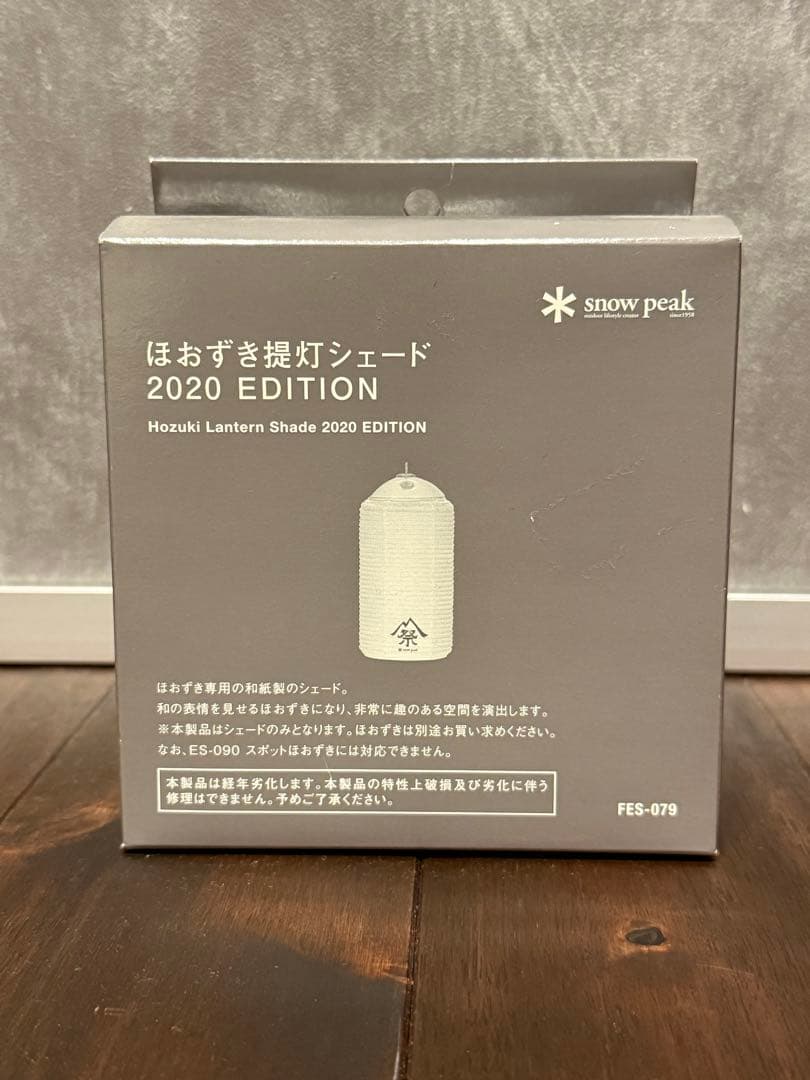 snow peak
outdoor lifestyle creator since1958
ほおずき提灯シェード
2020 EDITION
Hozuki Lantern Shade 2020 EDITION
祭
snow peak
ほおずき専用の和紙製のシェード。
和の表情を見せるほおずきになり、非常に趣のある空間を演出します。
※本製品はシェードのみとなります。ほおずきは別途お買い求めください。
なお、ES-090 スポットほおずきには対応できません。
本製品は経年劣化します。本製品の特性上破損及び劣化に伴う
修理はできません。予めご了承ください。
FES-079